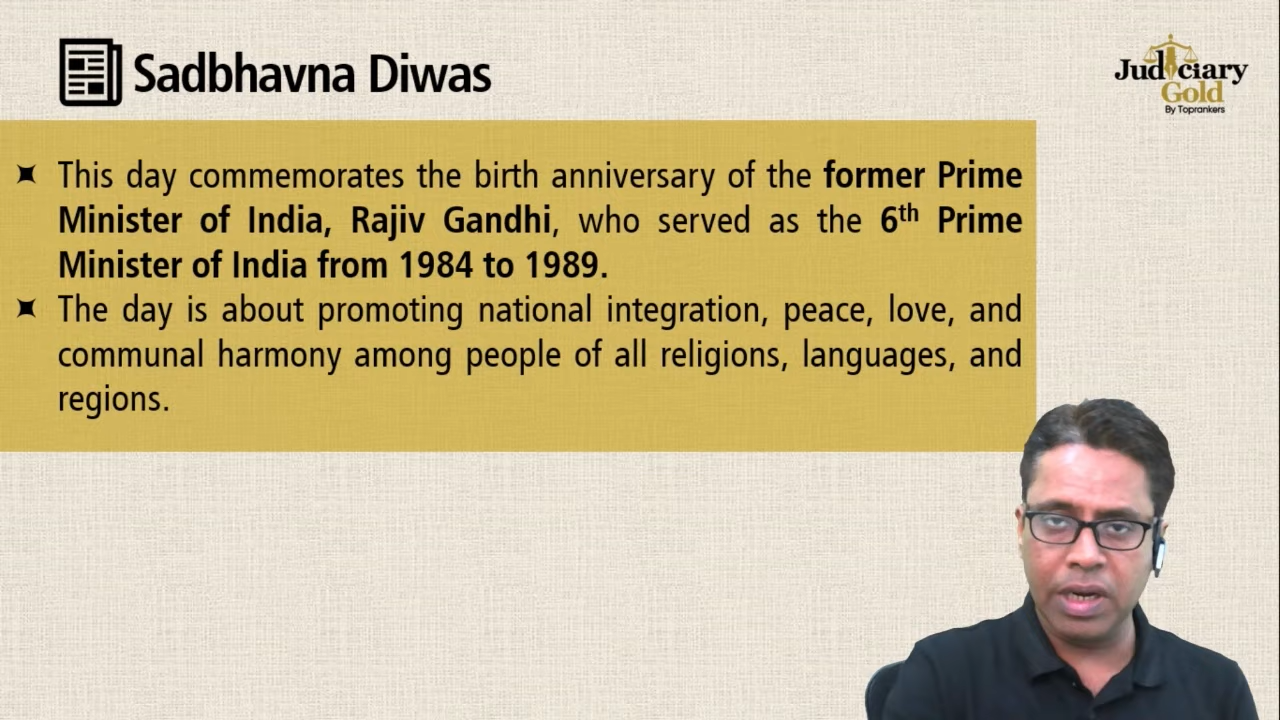 Sadbhavna Diwas
Judiciary
Gold
By Toprankers
This day commemorates the birth anniversary of the former Prime
Minister of India, Rajiv Gandhi, who served as the 6th Prime
Minister of India from 1984 to 1989.
The day is about promoting national integration, peace, love, and
communal harmony among people of all religions, languages, and
regions.